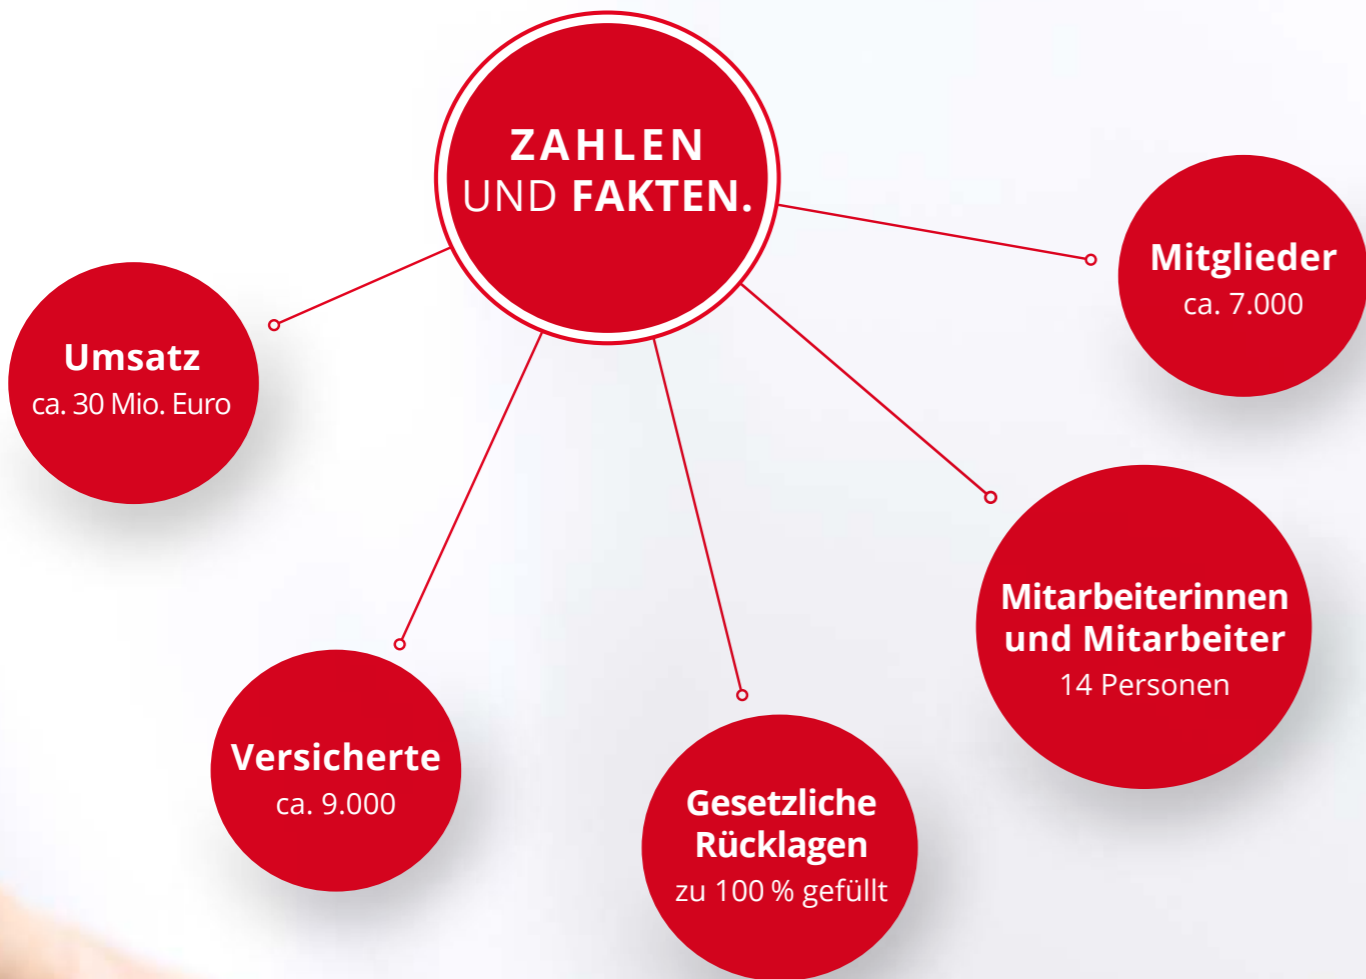 ZAHLEN
UND FAKTEN.
Mitglieder
ca. 7.000
Umsatz
ca. 30 Mio. Euro
Mitarbeiterinnen
und Mitarbeiter
14 Personen
Versicherte
ca. 9.000
Gesetzliche
Rücklagen
zu 100 % gefüllt